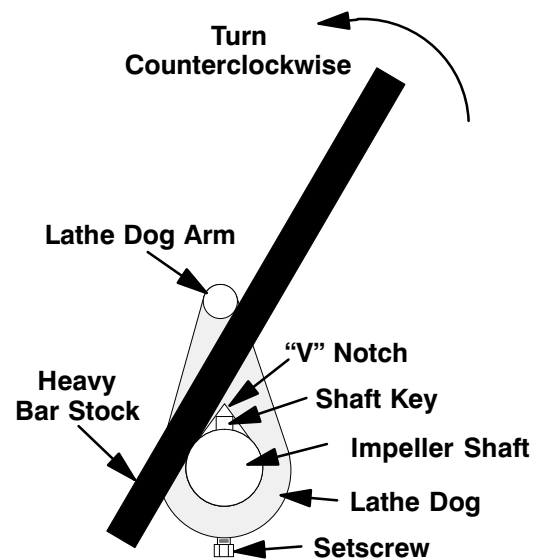 Turn
Counterclockwise
Lathe Dog Arm
“V” Notch
Heavy
Bar Stock
Shaft Key
Impeller Shaft
Lathe Dog
Setscrew